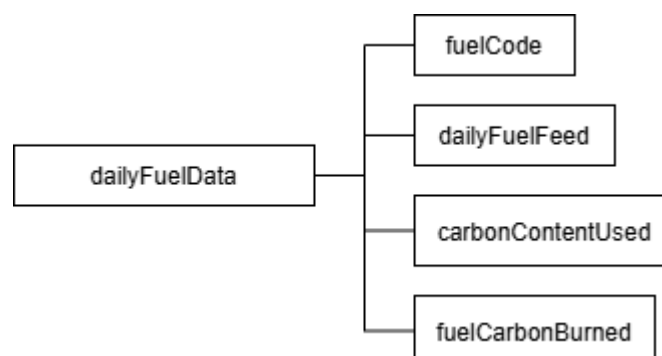 fuelCode
dailyFuelFeed
dailyFuelData
carbonContentUsed
fuelCarbonBurned